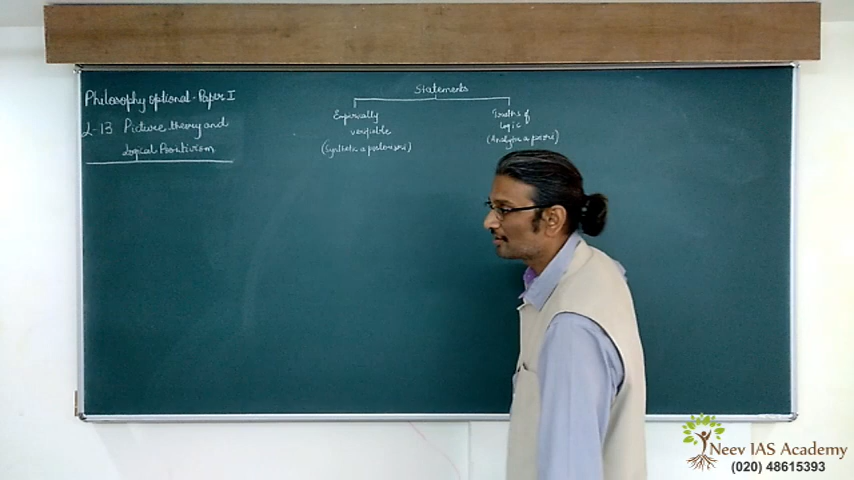 Philosophy optional - Paper I
L-13 Picture theory and
Logical Positivism
Statements
Empirically
verifiable
(Synthetic a posteriori)
Truths of
logic
(Analytic a priori)
Neev IAS Academy
(020) 48615393